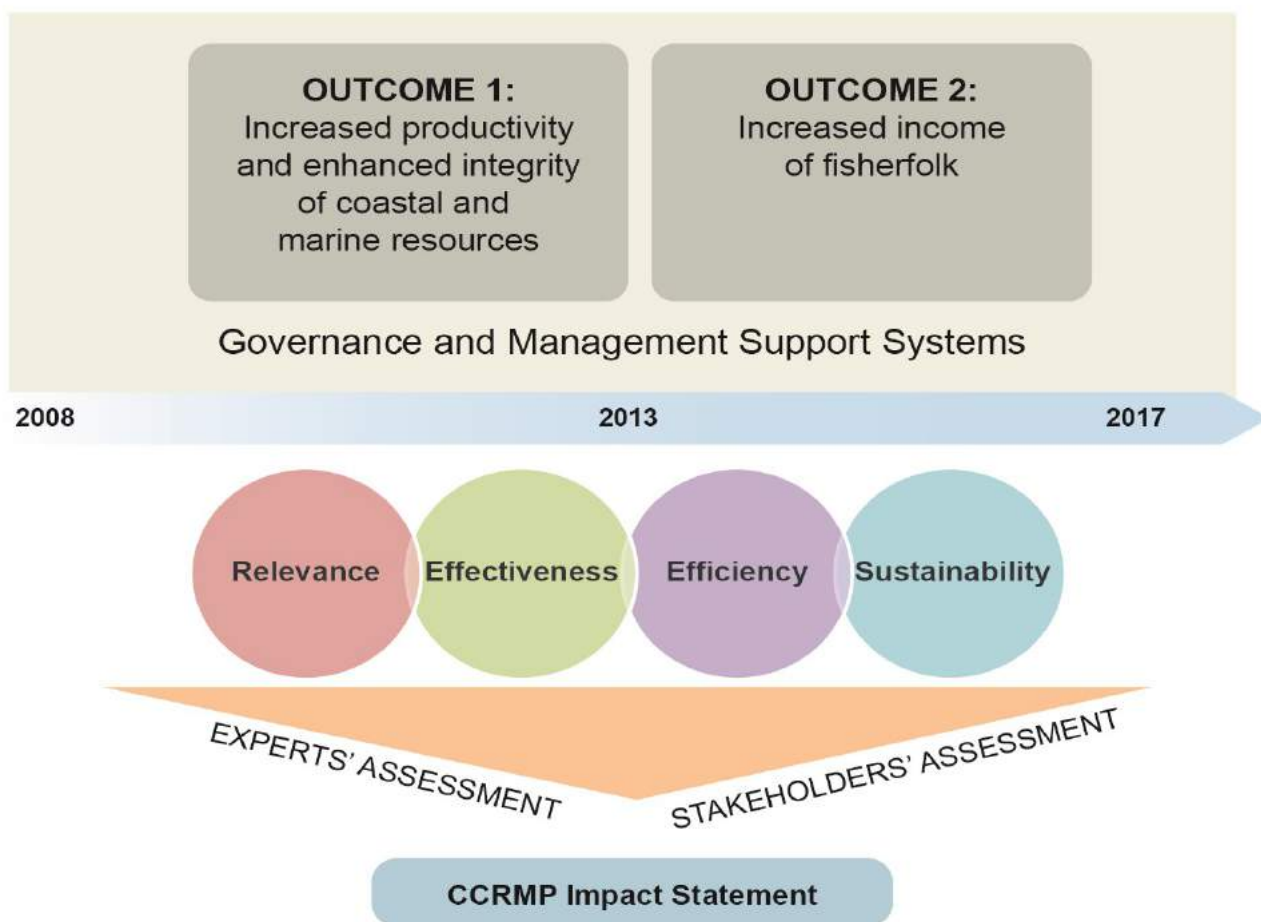 OUTCOME 1:
Increased productivity
and enhanced integrity
of coastal and
marine resources
OUTCOME 2:
Increased income
of fisherfolk
Governance and Management Support Systems
2008
2013
2017
Relevance
Effectiveness
Efficiency
Sustainability
EXPERTS’ ASSESSMENT
STAKEHOLDERS’ ASSESSMENT
CCRMP Impact Statement